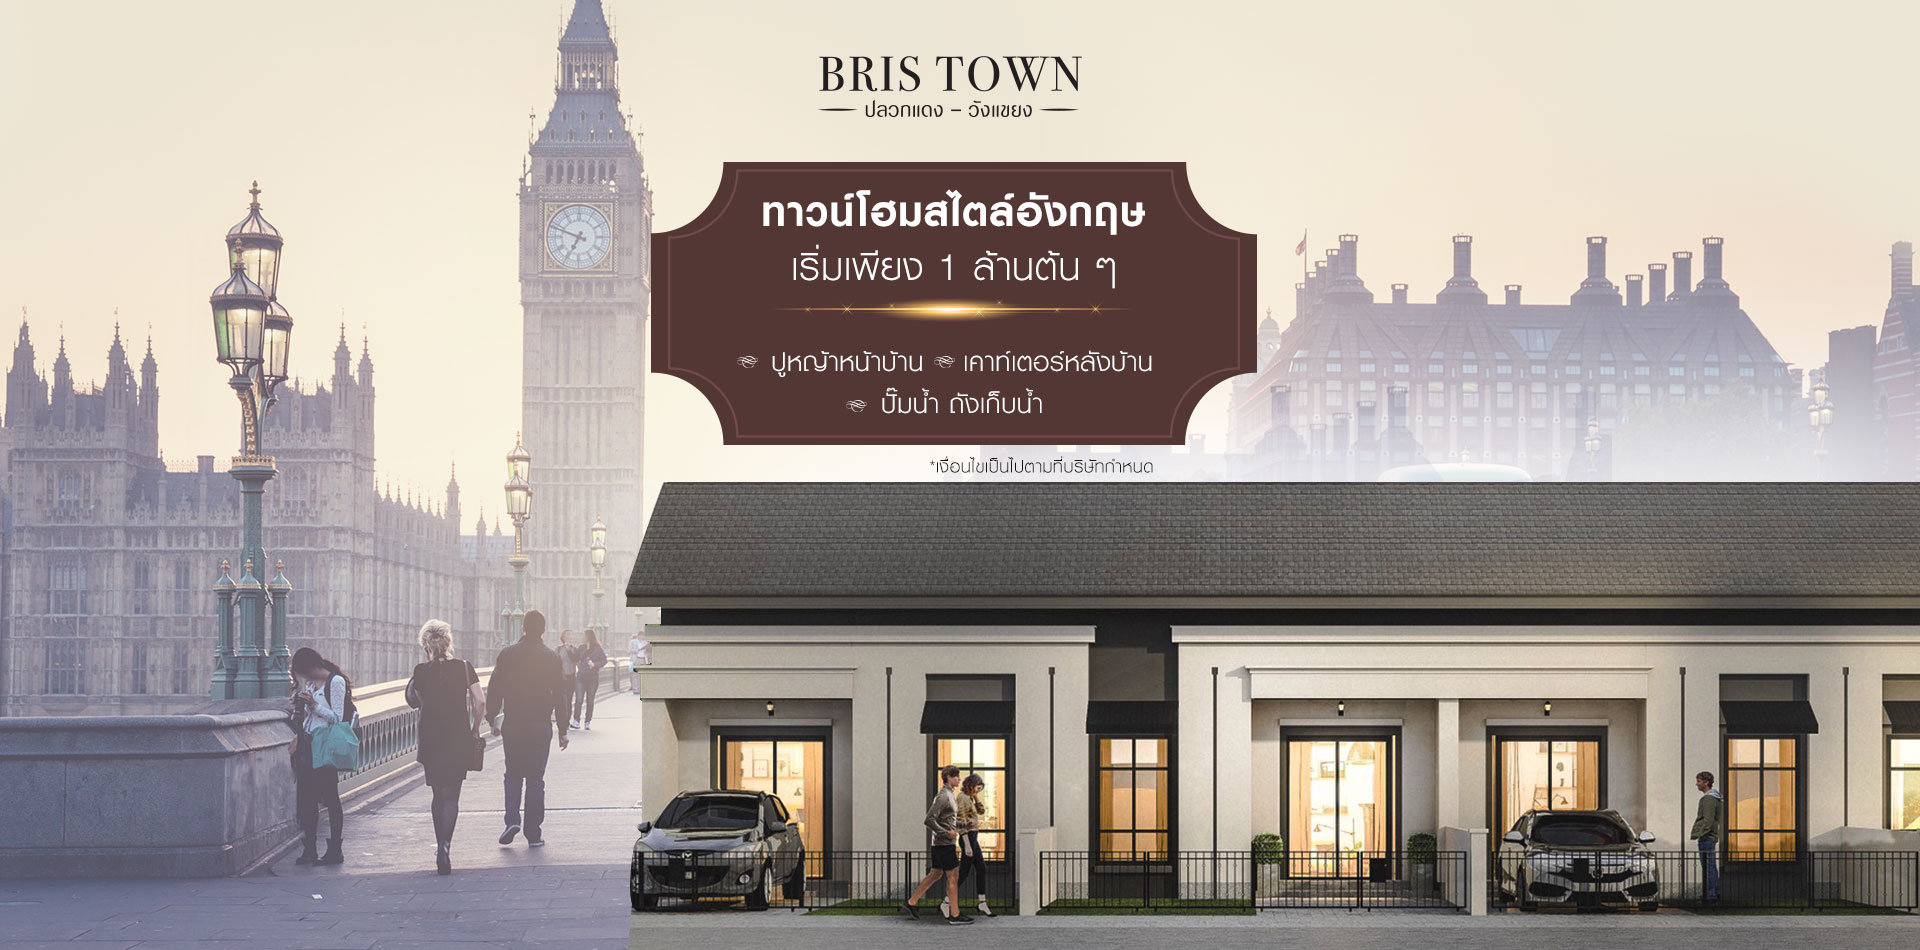 BRIS TOWN
ปลวกแดง – วังแขยง
ทาวน์โฮมสไตล์อังกฤษ
เริ่มเพียง 1 ล้านต้น ๆ
ปูหญ้าหน้าบ้าน เคาท์เตอร์หลังบ้าน
ปั๊มน้ำ ถังเก็บน้ำ
*เงื่อนไขเป็นไปตามที่บริษัทกำหนด